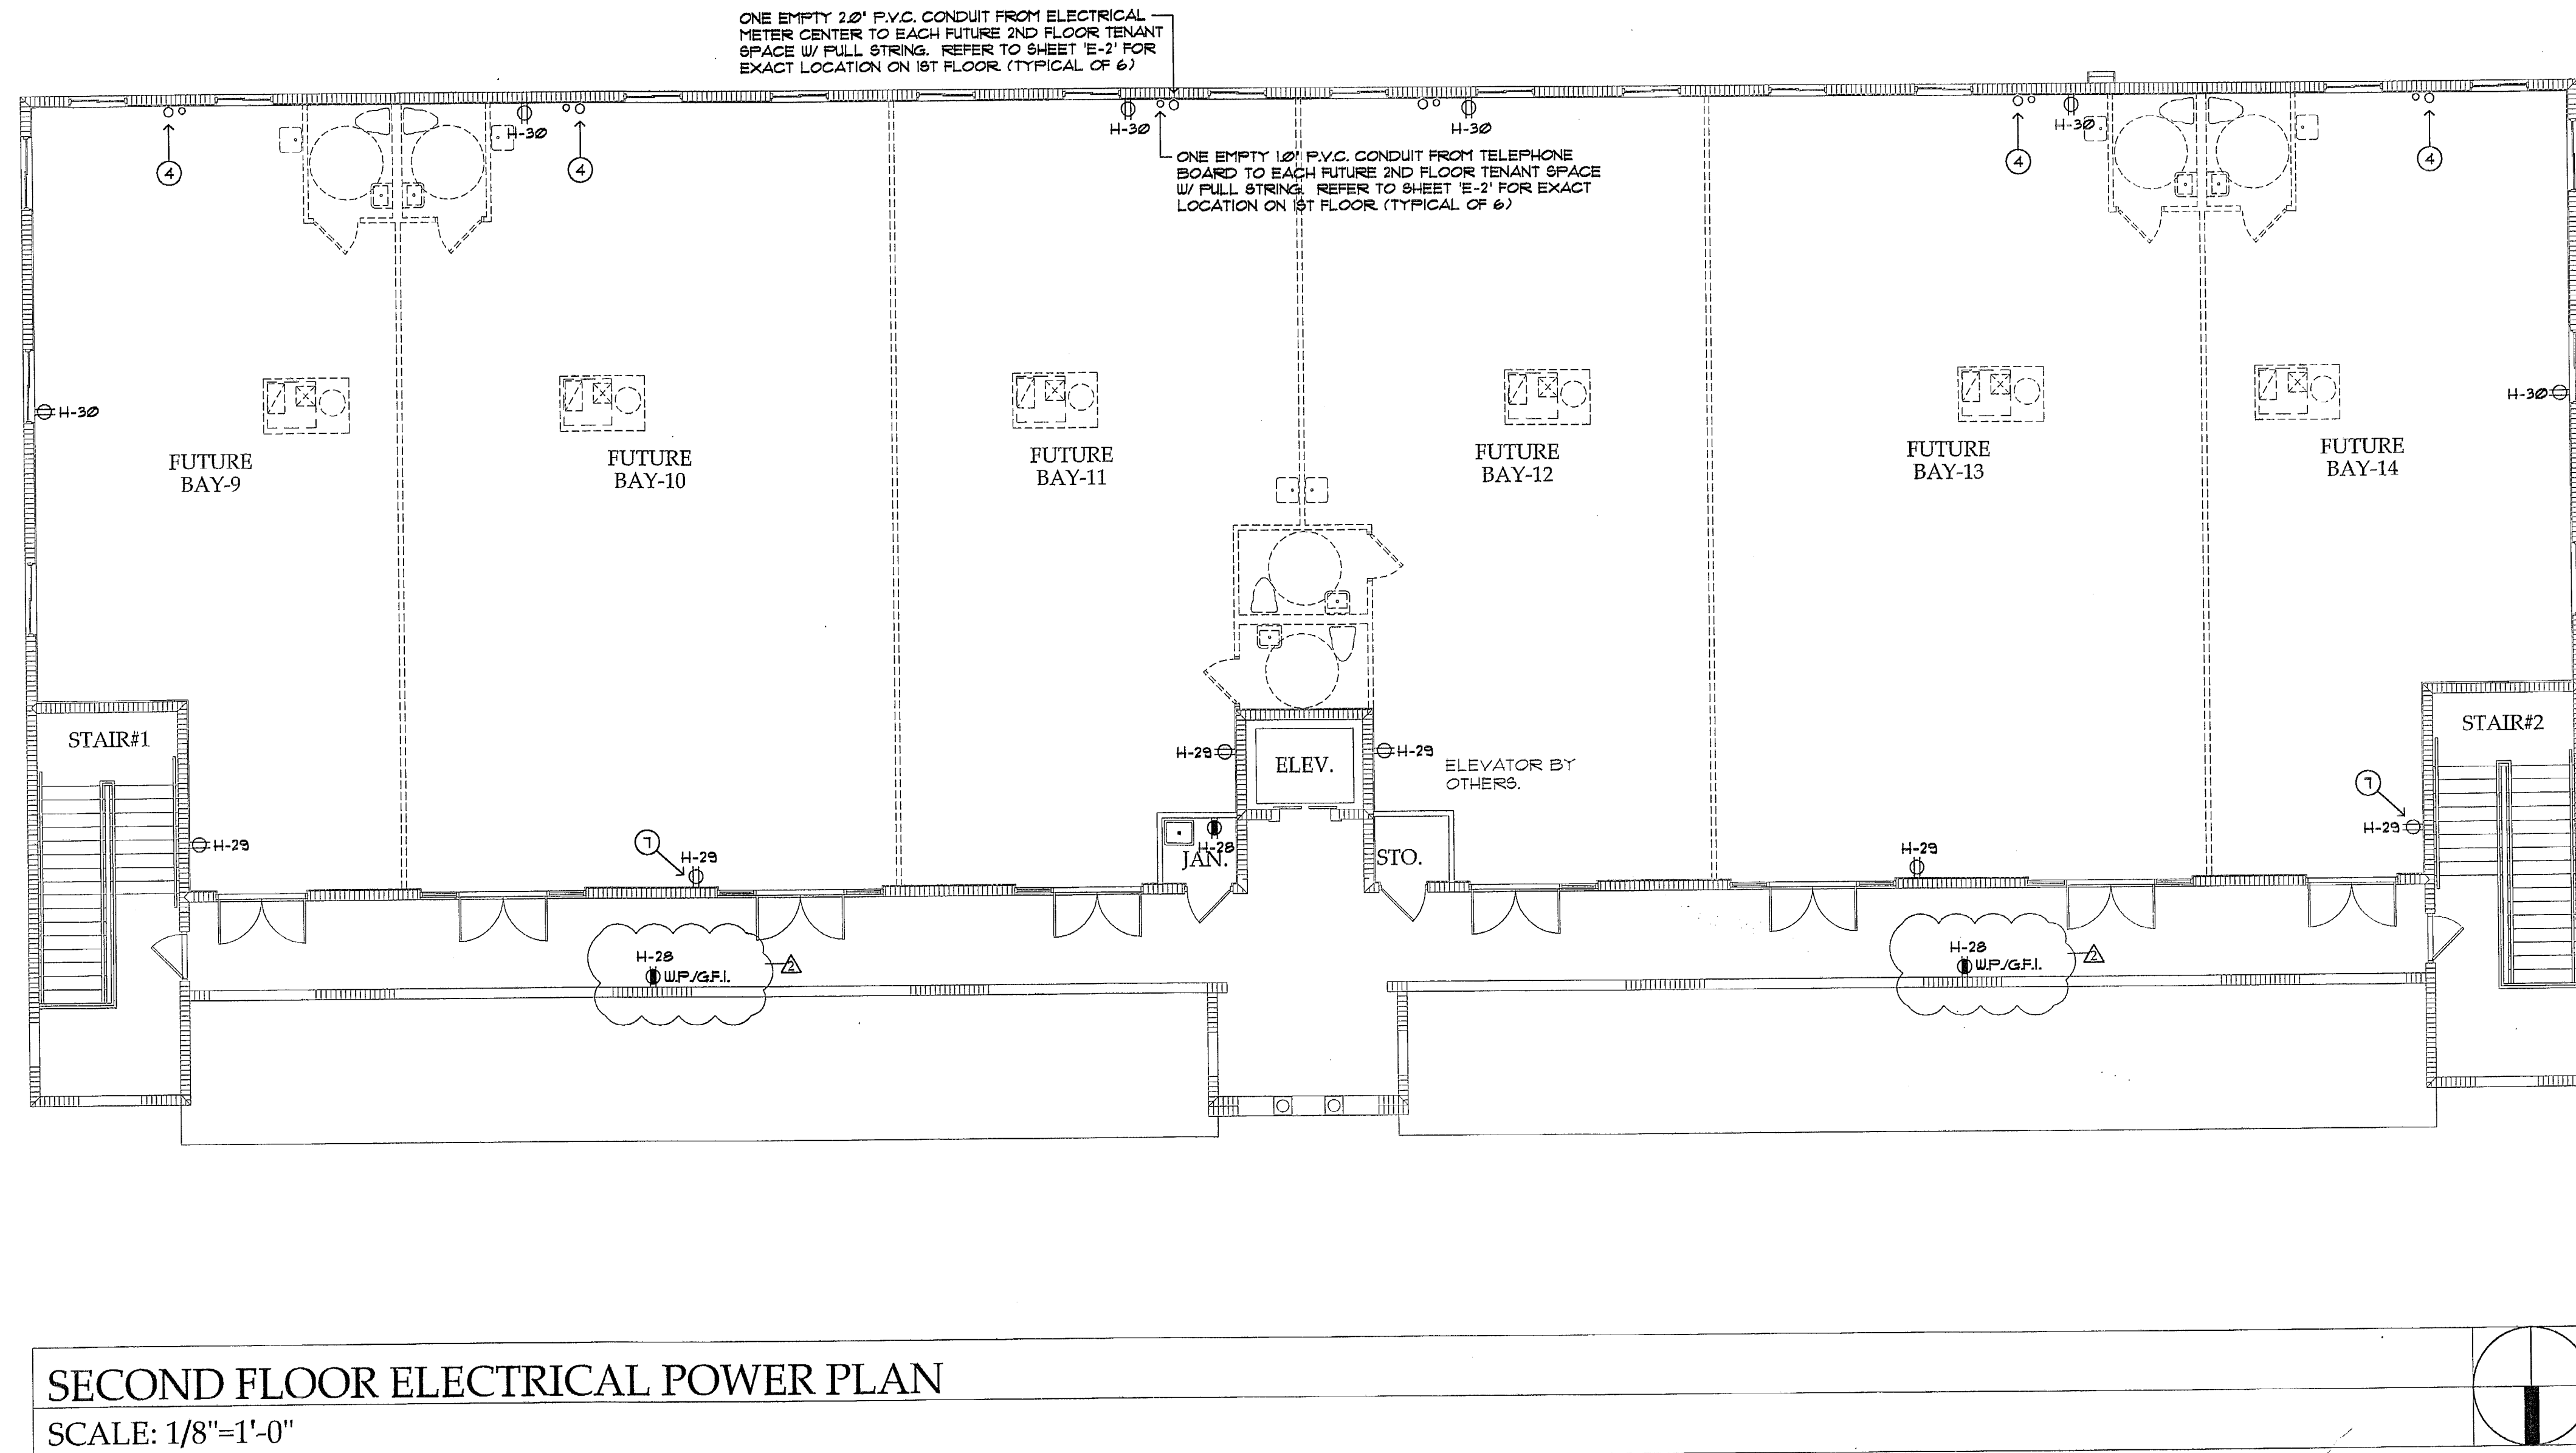 ONE EMPTY 2.0" P.V.C. CONDUIT FROM ELECTRICAL
METER CENTER TO EACH FUTURE 2ND FLOOR TENANT
SPACE W/ PULL STRING. REFER TO SHEET 'E-2' FOR
EXACT LOCATION ON 1ST FLOOR (TYPICAL OF 6)
H-30
H-30
H-30
H-30
4
4
4
4
ONE EMPTY 1.0" P.V.C. CONDUIT FROM TELEPHONE
BOARD TO EACH FUTURE 2ND FLOOR TENANT SPACE
W/ PULL STRING. REFER TO SHEET 'E-2' FOR EXACT
LOCATION ON 1ST FLOOR (TYPICAL OF 6)
H-30
H-30
FUTURE
BAY-9
FUTURE
BAY-10
FUTURE
BAY-11
FUTURE
BAY-12
FUTURE
BAY-13
FUTURE
BAY-14
STAIR#1
STAIR#2
H-29
ELEV.
H-29
ELEVATOR BY
OTHERS.
7
H-29
7
H-29
H-28
JAN.
STO.
H-29
H-29
H-28
W.P./G.F.I.
2
H-28
W.P./G.F.I.
2
SECOND FLOOR ELECTRICAL POWER PLAN
SCALE: 1/8"=1'-0"